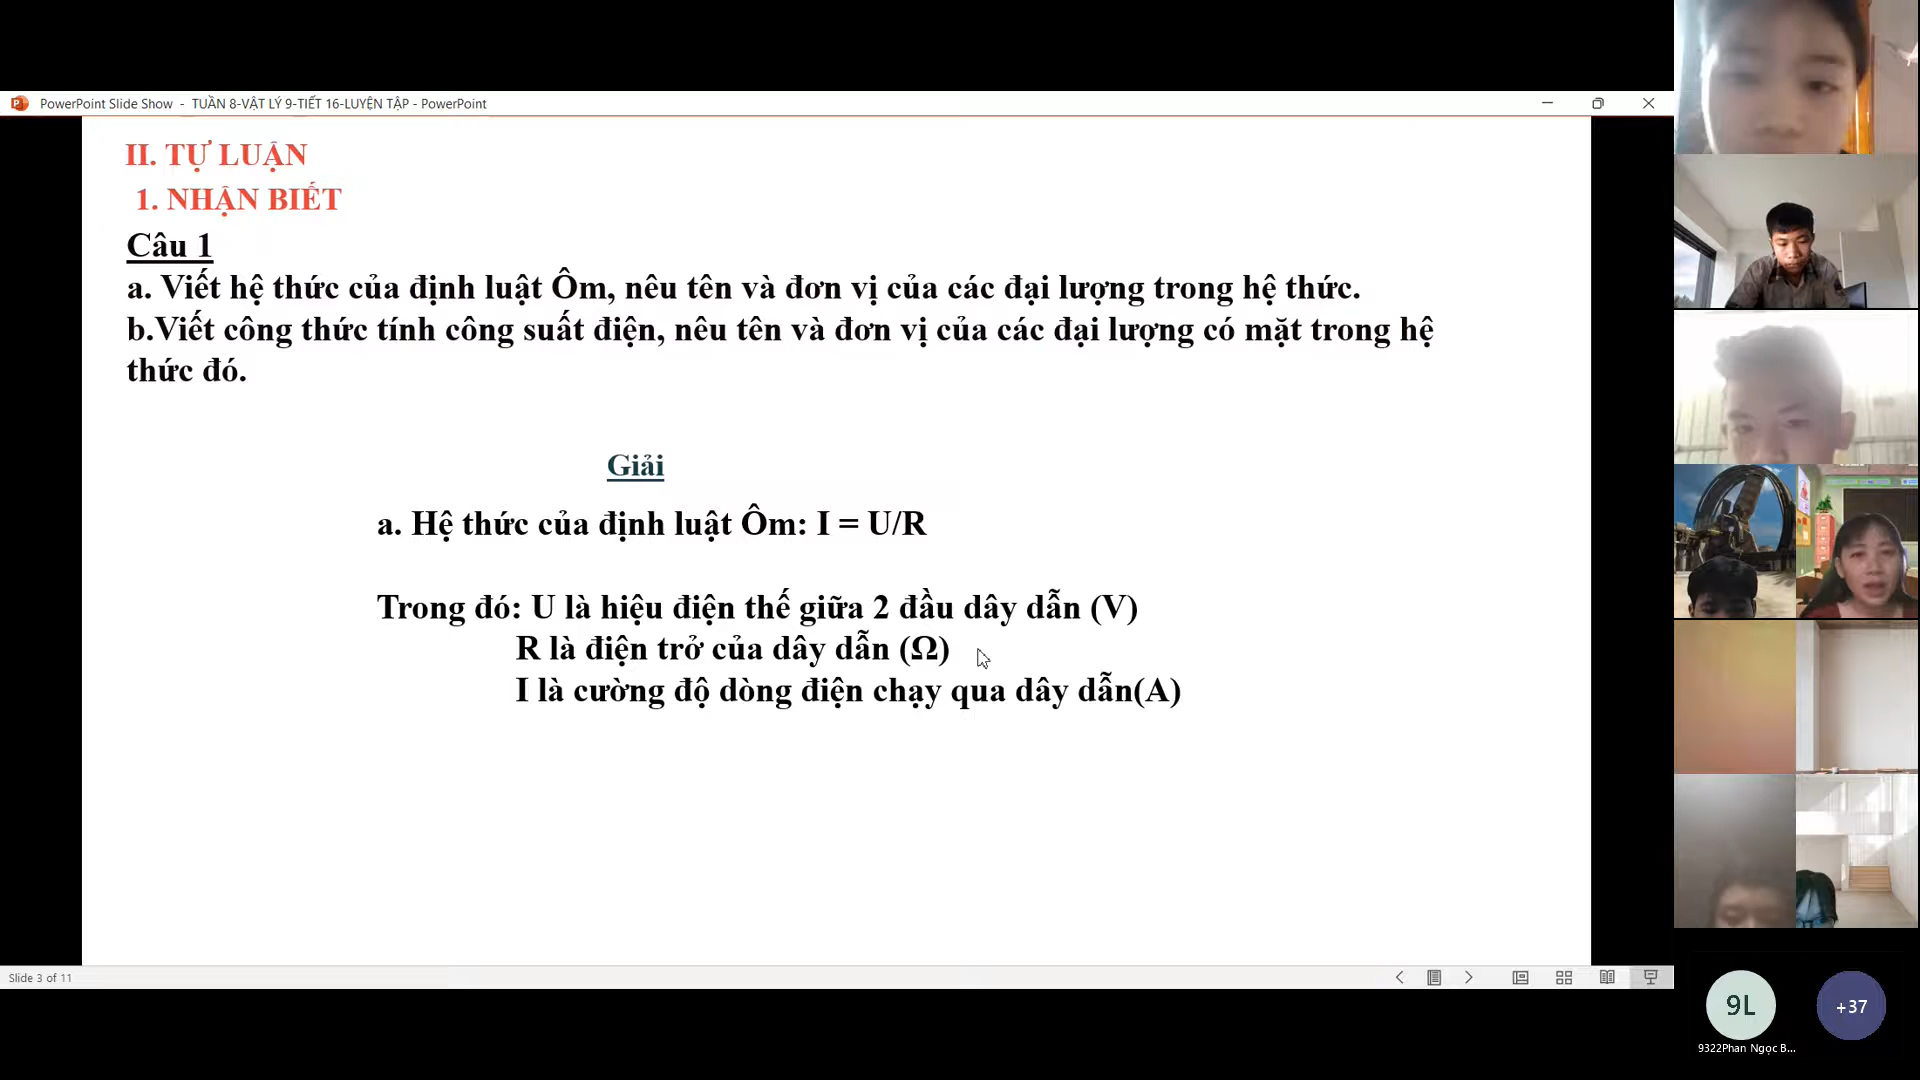 PowerPoint Slide Show - TUẦN 8-VẬT LÝ 9-TIẾT 16-LUYỆN TẬP - PowerPoint
II. TỰ LUẬN
1. NHẬN BIẾT
Câu 1
a. Viết hệ thức của định luật Ôm, nêu tên và đơn vị của các đại lượng trong hệ thức.
b.Viết công thức tính công suất điện, nêu tên và đơn vị của các đại lượng có mặt trong hệ
thức đó.
Giải
a. Hệ thức của định luật Ôm: I = U/R
Trong đó: U là hiệu điện thế giữa 2 đầu dây dẫn (V)
R là điện trở của dây dẫn (Ω)
I là cường độ dòng điện chạy qua dây dẫn(A)
Slide 3 of 11
9L
+37
9322Phan Ngọc B...